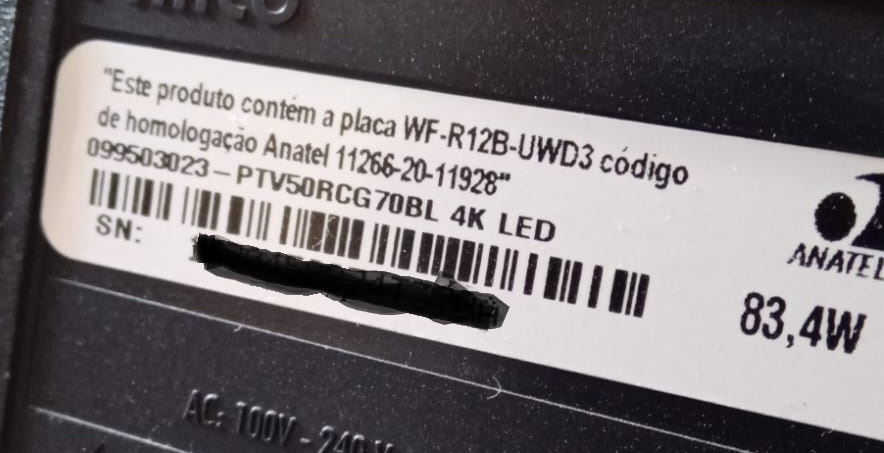 "Este produto contém a placa WF-R12B-UWD3 código
de homologação Anatel 11266-20-11928"
099503023 - PTV50RCG70BL 4K LED
SN:
ANATEL
83,4W
AC: 100V - 240